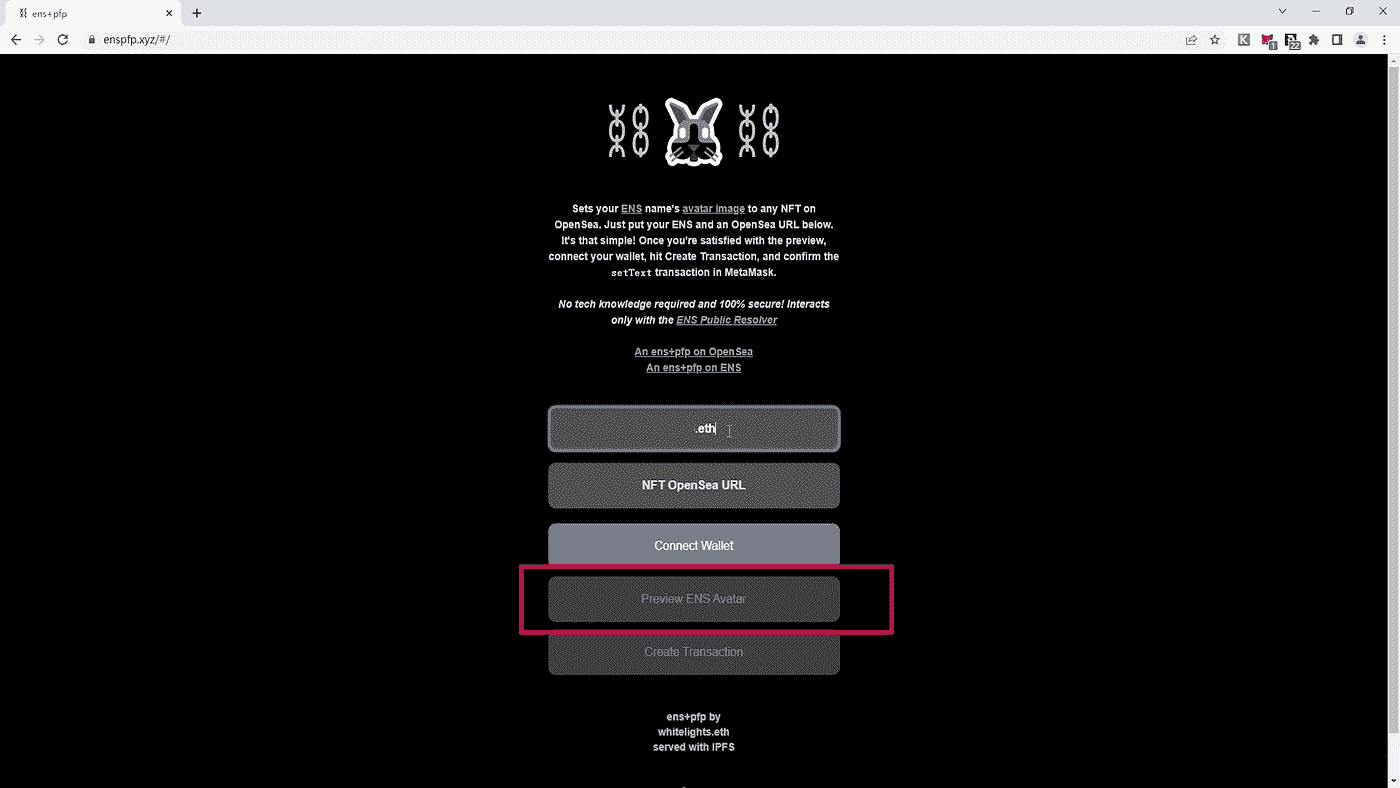 ens+pfp
enspfp.xyz/#/
1
22
Sets your ENS name's avatar image to any NFT on
OpenSea. Just put your ENS and an OpenSea URL below.
It's that simple! Once you're satisfied with the preview,
connect your wallet, hit Create Transaction, and confirm the
setText transaction in MetaMask.
No tech knowledge required and 100% secure! Interacts
only with the ENS Public Resolver
An ens+pfp on OpenSea
An ens+pfp on ENS
.eth
NFT OpenSea URL
Connect Wallet
Preview ENS Avatar
Create Transaction
ens+pfp by
whitelights.eth
served with IPFS